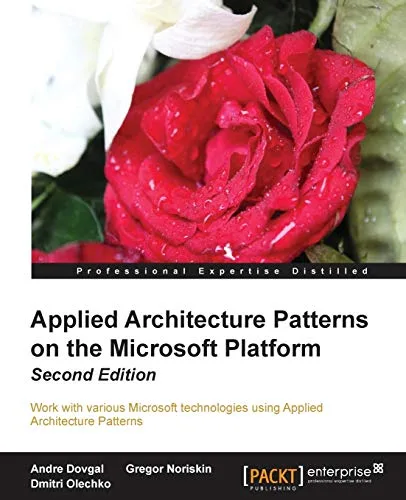 Professional Expertise Distilled
Applied Architecture Patterns
on the Microsoft Platform
Second Edition
Work with various Microsoft technologies using Applied
Architecture Patterns
Andre Dovgal Gregor Noriskin
Dmitri Olechko
[PACKT] enterprise
PUBLISHING professional expertise distilled